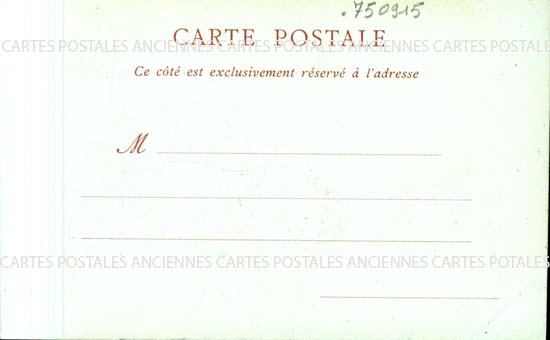 .750915
CARTE POSTALE
CARTES POSTALES ANCIENNES CARTES POSTALES ANCIENNES CARTES POSTALES
Ce côté est exclusivement réservé à l'adresse
M
CARTES POSTALES ANCIENNES CARTES POSTALES ANCIENNES CARTES POTALES